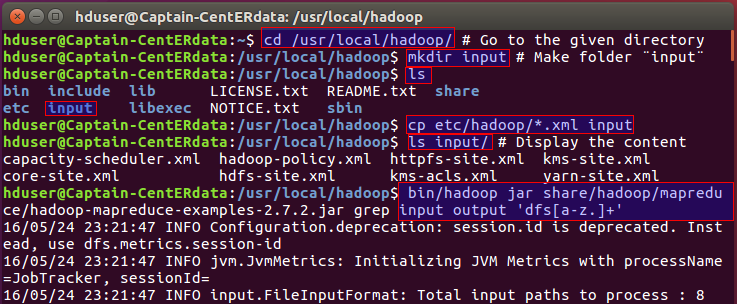 hduser@Captain-CentERdata: /usr/local/hadoop
hduser@Captain-CentERdata:~$ cd /usr/local/hadoop/ # Go to the given directory
hduser@Captain-CentERdata:/usr/local/hadoop$ mkdir input # Make folder ¨input¨
hduser@Captain-CentERdata:/usr/local/hadoop$ ls
bin include lib LICENSE.txt README.txt share
etc input libexec NOTICE.txt sbin
hduser@Captain-CentERdata:/usr/local/hadoop$ cp etc/hadoop/*.xml input
hduser@Captain-CentERdata:/usr/local/hadoop$ ls input/ # Display the content
capacity-scheduler.xml hadoop-policy.xml httpfs-site.xml kms-site.xml
core-site.xml hdfs-site.xml kms-acls.xml yarn-site.xml
hduser@Captain-CentERdata:/usr/local/hadoop$ bin/hadoop jar share/hadoop/mapredu
ce/hadoop-mapreduce-examples-2.7.2.jar grep input output 'dfs[a-z.]+'
16/05/24 23:21:47 INFO Configuration.deprecation: session.id is deprecated. Inst
ead, use dfs.metrics.session-id
16/05/24 23:21:47 INFO jvm.JvmMetrics: Initializing JVM Metrics with processName
=JobTracker, sessionId=
16/05/24 23:21:47 INFO input.FileInputFormat: Total input paths to process : 8